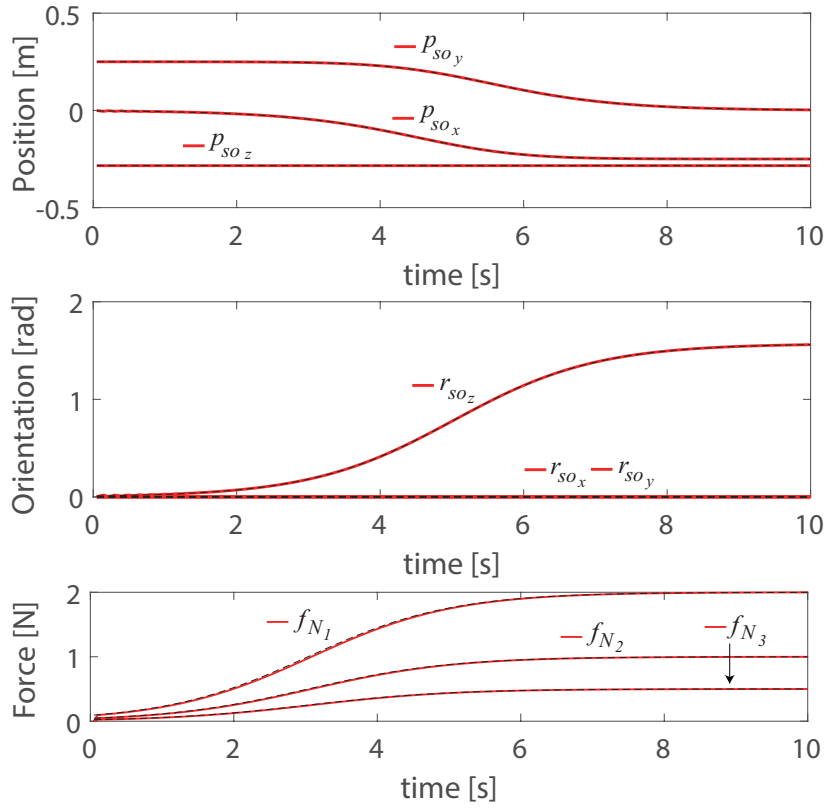 0.5
p_{so_y}
Position [m]
0
p_{so_x}
p_{so_z}
-0.5
0 2 4 6 8 10
time [s]
2
Orientation [rad]
r_{so_z}
1
r_{so_x} r_{so_y}
0
0 2 4 6 8 10
time [s]
2
Force [N]
f_{N_1} f_{N_2} f_{N_3}
1
0
0 2 4 6 8 10
time [s]